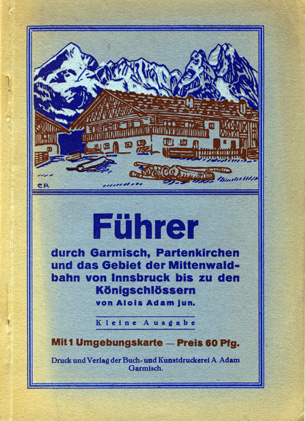 CR
Führer
durch Garmisch, Partenkirchen
und das Gebiet der Mittenwald-
bahn von Innsbruck bis zu den
Königschlössern
von Alois Adam jun.
Kleine Ausgabe
Mit 1 Umgebungskarte — Preis 60 Pfg.
Druck und Verlag der Buch- und Kunstdruckerei A. Adam
Garmisch.